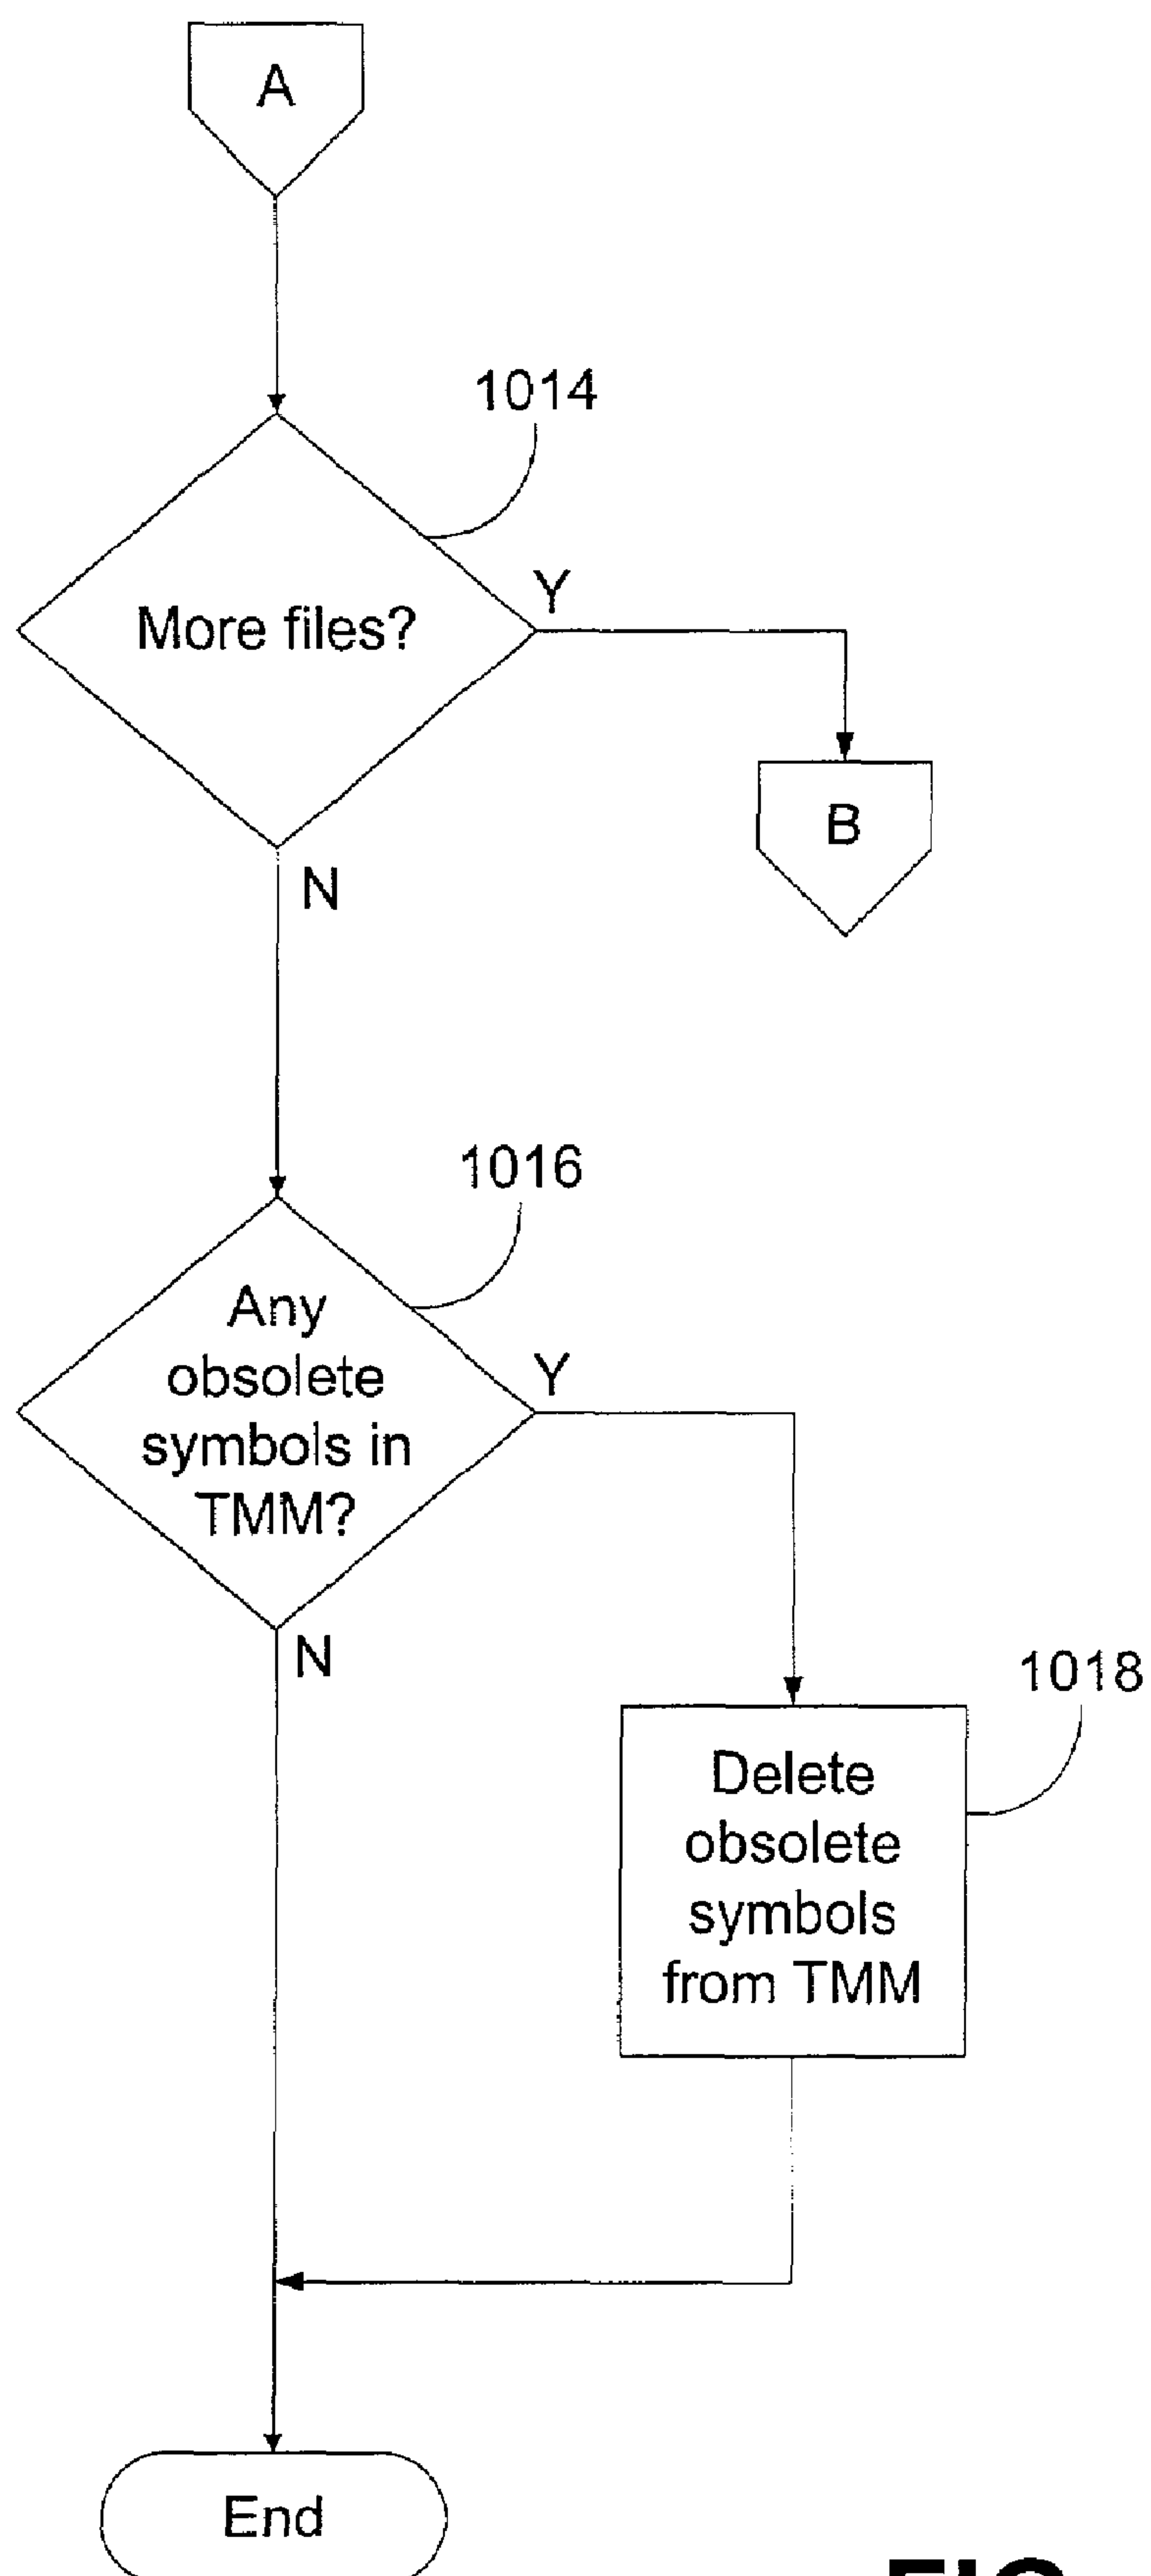 A
1014
More files?
Y
B
N
1016
Any
obsolete
symbols in
TMM?
Y
N
1018
Delete
obsolete
symbols
from TMM
End